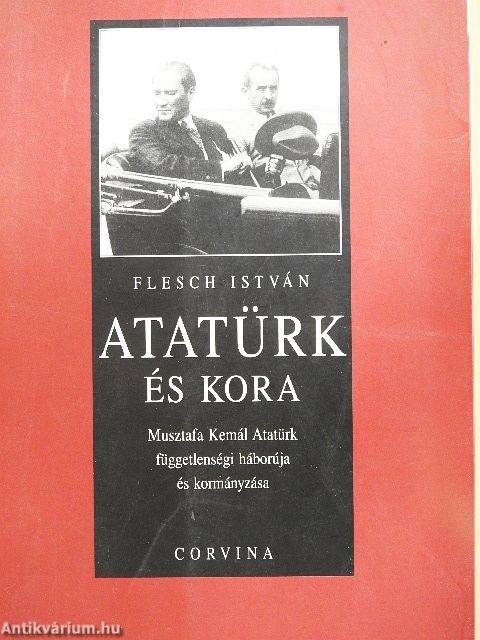 FLESCH ISTVÁN
ATATÜRK
ÉS KORA
Musztafa Kemál Atatürk
függetlenségi háborúja
és kormányzása
CORVINA
Antikvárium.hu